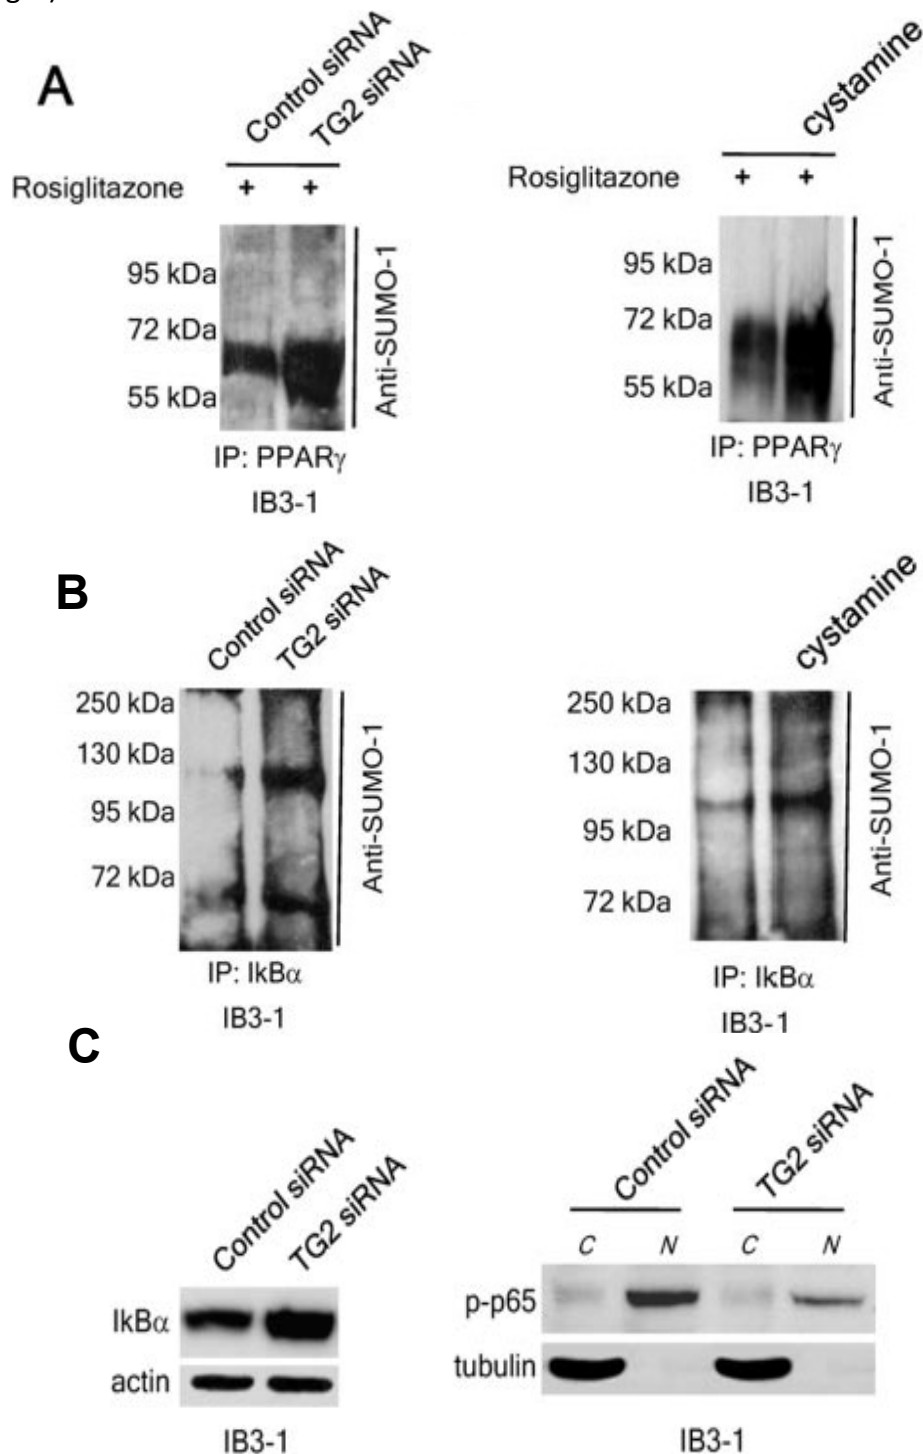 A
Control siRNA
TG2 siRNA
Rosiglitazone + +
95 kDa
72 kDa
55 kDa
Anti-SUMO-1
IP: PPARγ
IB3-1
cystamine
Rosiglitazone + +
95 kDa
72 kDa
55 kDa
Anti-SUMO-1
IP: PPARγ
IB3-1
B
Control siRNA
TG2 siRNA
250 kDa
130 kDa
95 kDa
72 kDa
Anti-SUMO-1
IP: IkBα
IB3-1
cystamine
250 kDa
130 kDa
95 kDa
72 kDa
Anti-SUMO-1
IP: IkBα
IB3-1
C
Control siRNA
TG2 siRNA
IkBα
actin
IB3-1
Control siRNA
TG2 siRNA
C N C N
p-p65
tubulin
IB3-1